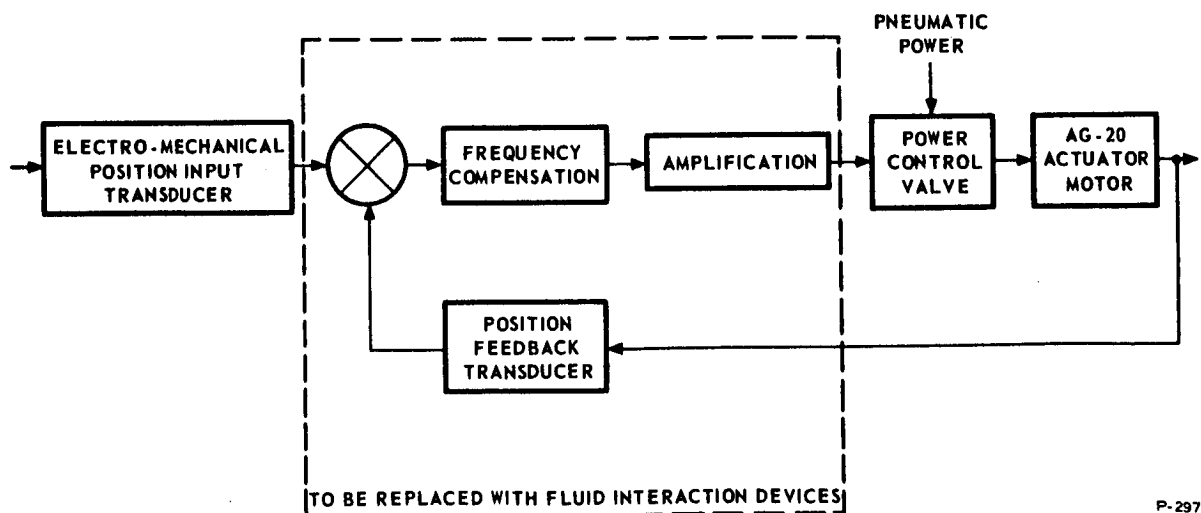 PNEUMATIC
POWER
ELECTRO-MECHANICAL
POSITION INPUT
TRANSDUCER
FREQUENCY
COMPENSATION
AMPLIFICATION
POWER
CONTROL
VALVE
AG-20
ACTUATOR
MOTOR
POSITION
FEEDBACK
TRANSDUCER
TO BE REPLACED WITH FLUID INTERACTION DEVICES
P-297